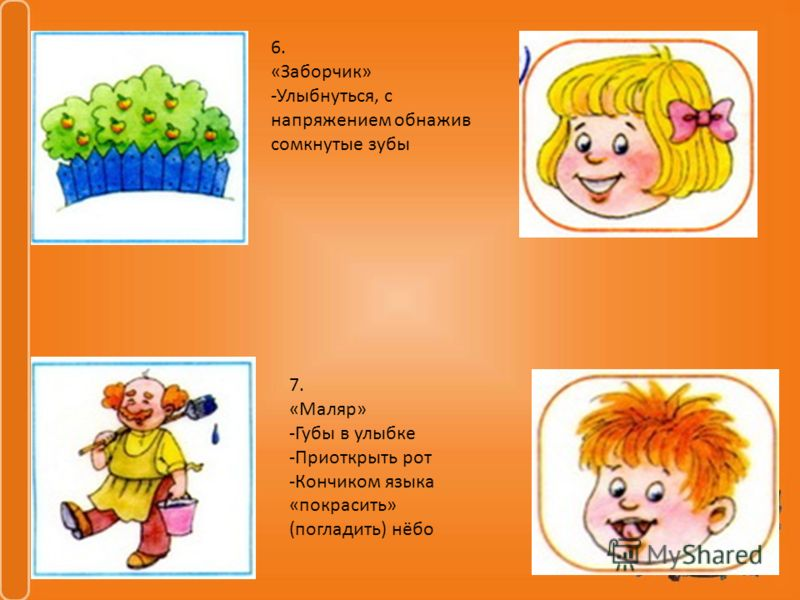 6.
«Заборчик»
-Улыбнуться, с
напряжением обнажив
сомкнутые зубы
7.
«Маляр»
-Губы в улыбке
-Приоткрыть рот
-Кончиком языка
«покрасить»
(погладить) нёбо
MyShared